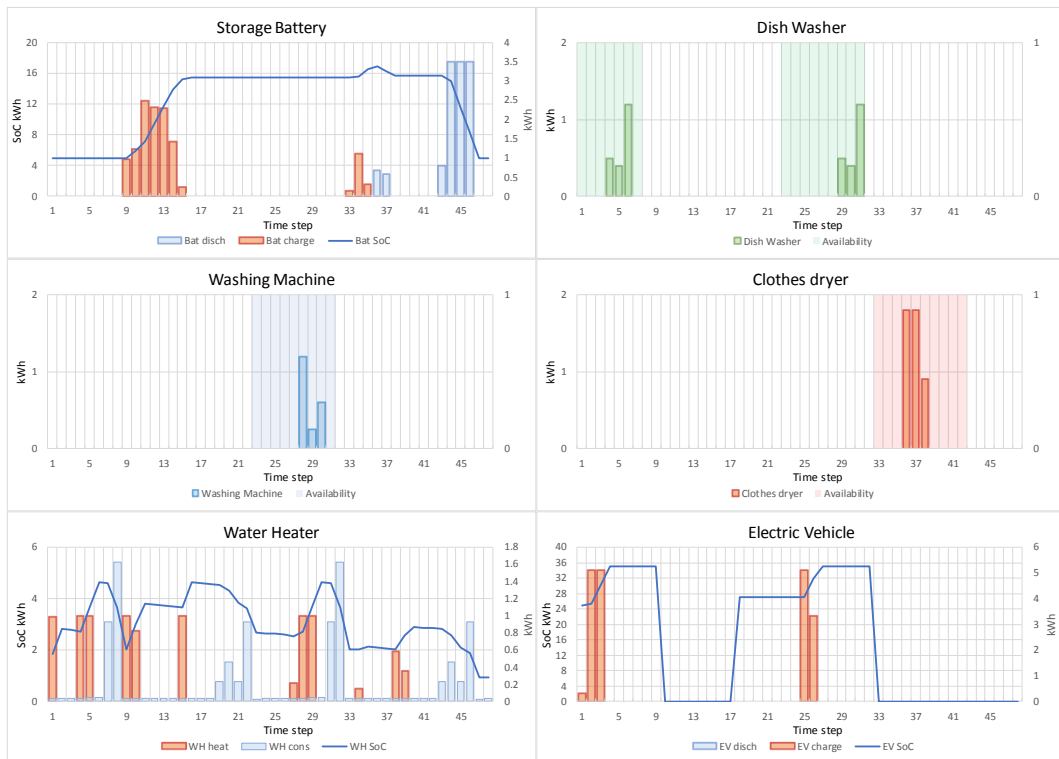 Storage Battery
20
16
12
8
4
0
SoC kWh
4
3.5
3
2.5
2
1.5
1
0.5
0
kWh
1 5 9 13 17 21 25 29 33 37 41 45
Time step
Bat disch Bat charge Bat SoC
Dish Washer
2
1
0
kWh
1
0
1 5 9 13 17 21 25 29 33 37 41 45
Time step
Dish Washer Availability
Washing Machine
2
1
0
kWh
1
0
1 5 9 13 17 21 25 29 33 37 41 45
Time step
Washing Machine Availability
Clothes dryer
2
1
0
kWh
1
0
1 5 9 13 17 21 25 29 33 37 41 45
Time step
Clothes dryer Availability
Water Heater
6
4
2
0
SoC kWh
1.8
1.6
1.4
1.2
1
0.8
0.6
0.4
0.2
0
kWh
1 5 9 13 17 21 25 29 33 37 41 45
Time step
WH heat WH cons WH SoC
Electric Vehicle
40
36
32
28
24
20
16
12
8
4
0
SoC kWh
6
5
4
3
2
1
0
kWh
1 5 9 13 17 21 25 29 33 37 41 45
Time step
EV disch EV charge EV SoC